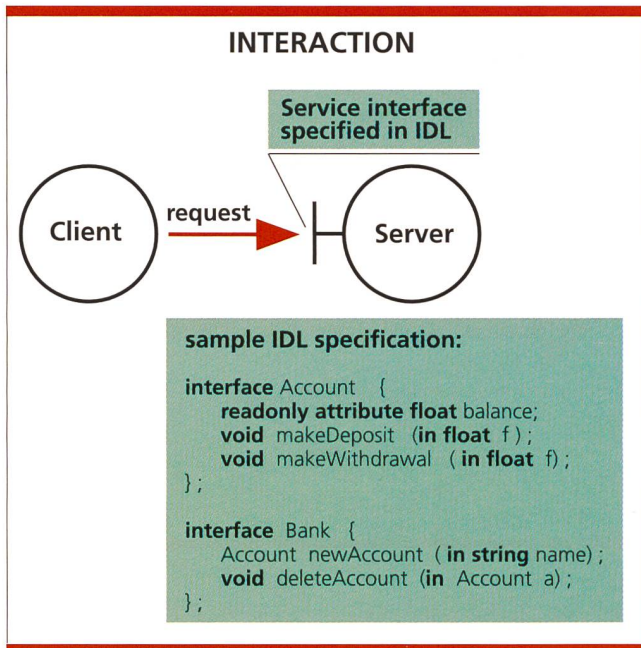 INTERACTION
Service interface
specified in IDL
Client
request
Server
sample IDL specification:
interface Account {
readonly attribute float balance;
void makeDeposit (in float f ) ;
void makeWithdrawal ( in float f) ;
} ;
interface Bank {
Account newAccount ( in string name) ;
void deleteAccount (in Account a) ;
} ;